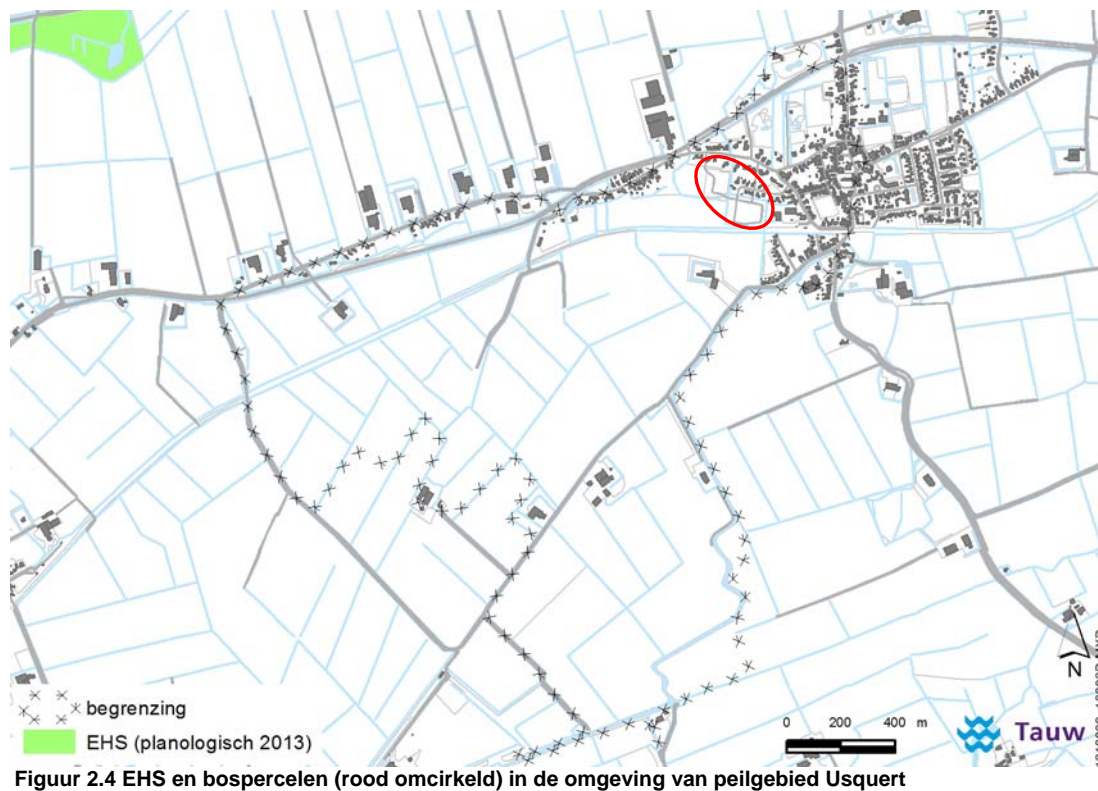 N
begrenzing
EHS (planologisch 2013)
0 200 400 m
Tauw
Figuur 2.4 EHS en bospercelen (rood omcirkeld) in de omgeving van peilgebied Usquert